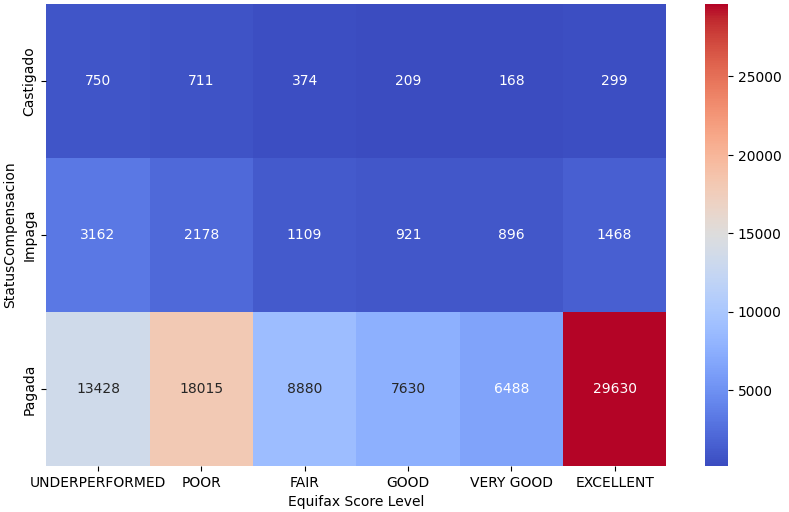 StatusCompensacion
Castigado
750 711 374 209 168 299
Impaga
3162 2178 1109 921 896 1468
Pagada
13428 18015 8880 7630 6488 29630
UNDERPERFORMED POOR FAIR GOOD VERY GOOD EXCELLENT
Equifax Score Level
25000
20000
15000
10000
5000